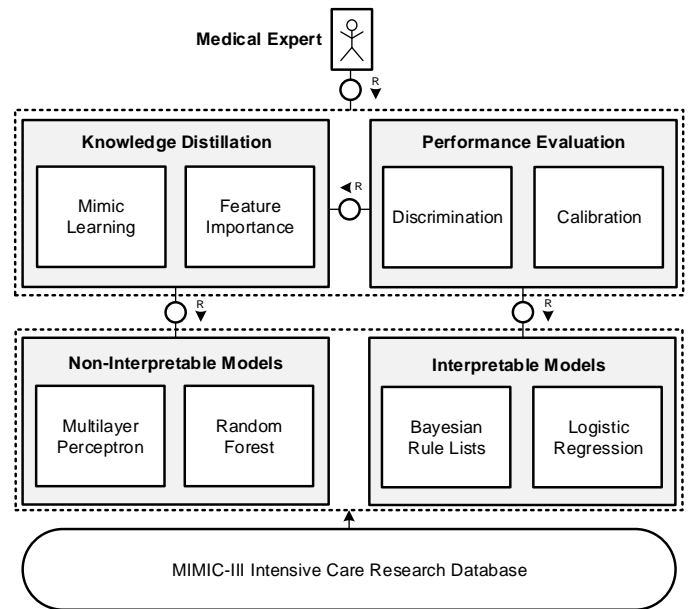 Medical Expert
R
Knowledge Distillation
Performance Evaluation
R
Mimic
Learning
Feature
Importance
Discrimination
Calibration
R
R
Non-Interpretable Models
Interpretable Models
Multilayer
Perceptron
Random
Forest
Bayesian
Rule Lists
Logistic
Regression
MIMIC-III Intensive Care Research Database